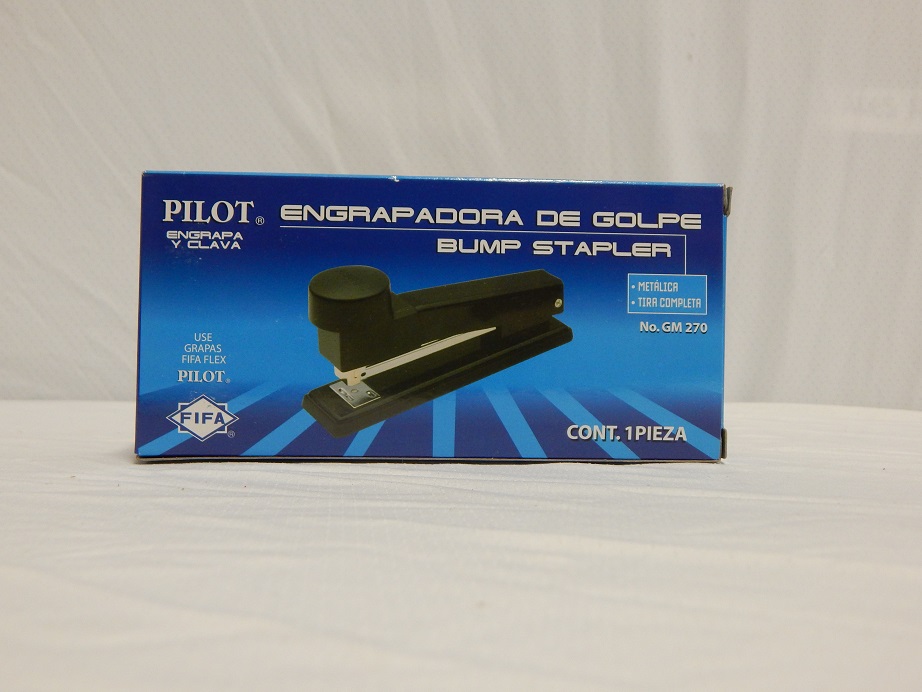 PILOT®
ENGRAPA
Y CLAVA
ENGRAPADORA DE GOLPE
BUMP STAPLER
• METÁLICA
• TIRA COMPLETA
No. GM 270
USE
GRAPAS
FIFA FLEX
PILOT®
FIFA®
CONT. 1PIEZA